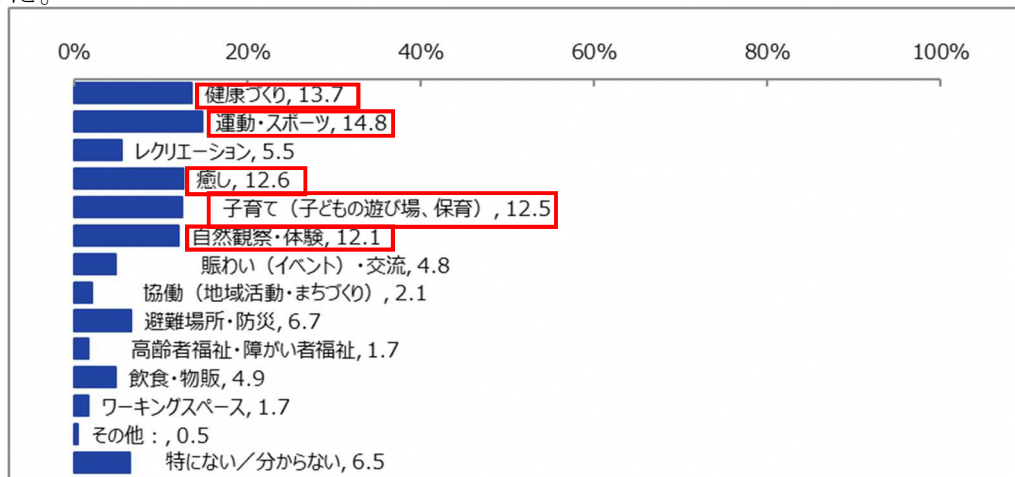 た。
0% 20% 40% 60% 80% 100%
健康づくり, 13.7
運動・スポーツ, 14.8
レクリエーション, 5.5
癒し, 12.6
子育て（子どもの遊び場、保育）, 12.5
自然観察・体験, 12.1
賑わい（イベント）・交流, 4.8
協働（地域活動・まちづくり）, 2.1
避難場所・防災, 6.7
高齢者福祉・障がい者福祉, 1.7
飲食・物販, 4.9
ワーキングスペース, 1.7
その他：, 0.5
特にない／分からない, 6.5